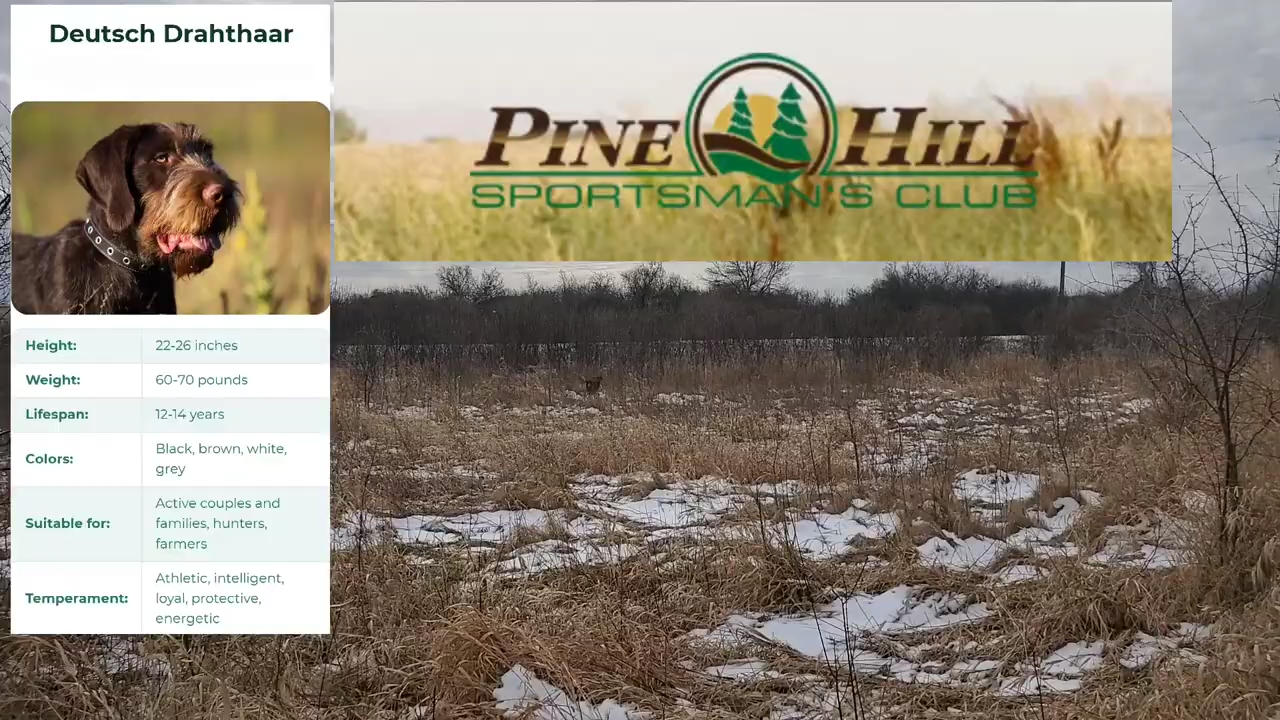 Deutsch Drahthaar
PINE HILL
SPORTSMAN'S CLUB
Height: 22-26 inches
Weight: 60-70 pounds
Lifespan: 12-14 years
Colors: Black, brown, white,
grey
Suitable for: Active couples and
families, hunters,
farmers
Temperament: Athletic, intelligent,
loyal, protective,
energetic